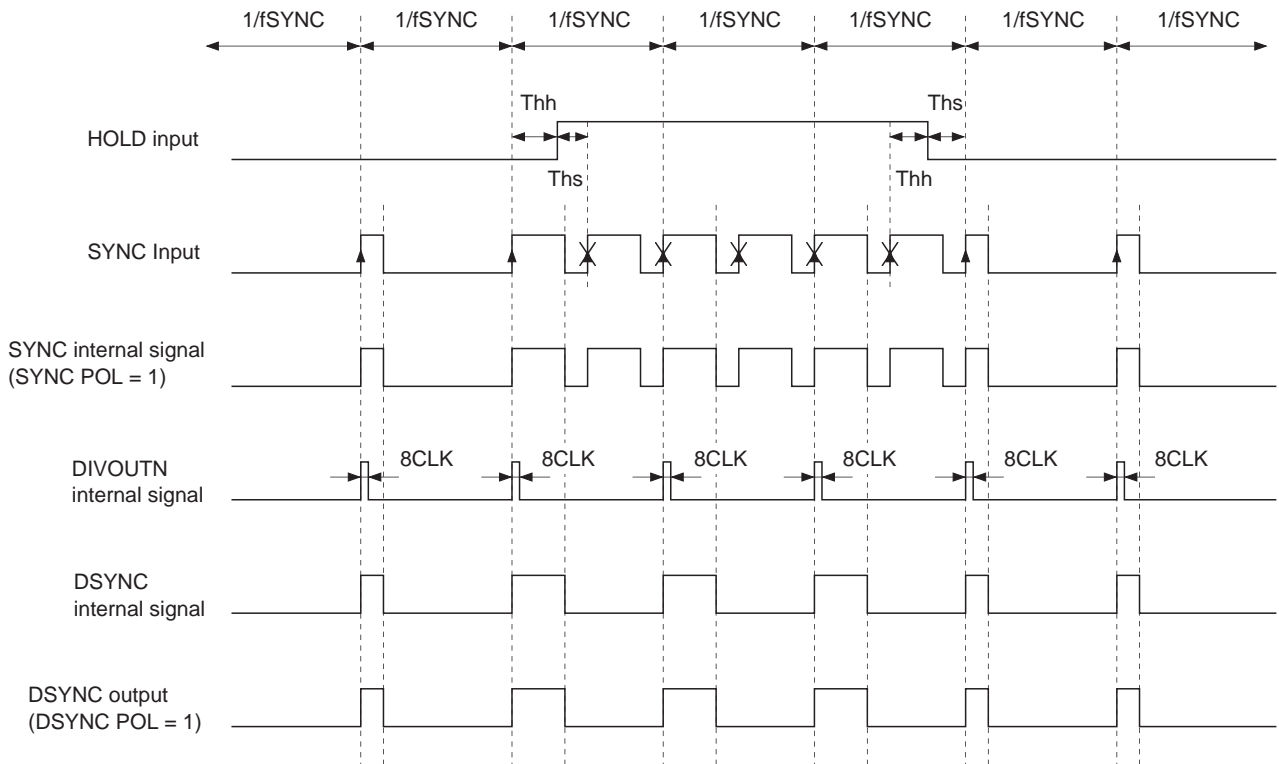 1/fSYNC 1/fSYNC 1/fSYNC 1/fSYNC 1/fSYNC 1/fSYNC 1/fSYNC
Thh Ths
HOLD input
Ths Thh
SYNC Input
SYNC internal signal
(SYNC POL = 1)
8CLK 8CLK 8CLK 8CLK 8CLK 8CLK
DIVOUTN
internal signal
DSYNC
internal signal
DSYNC output
(DSYNC POL = 1)